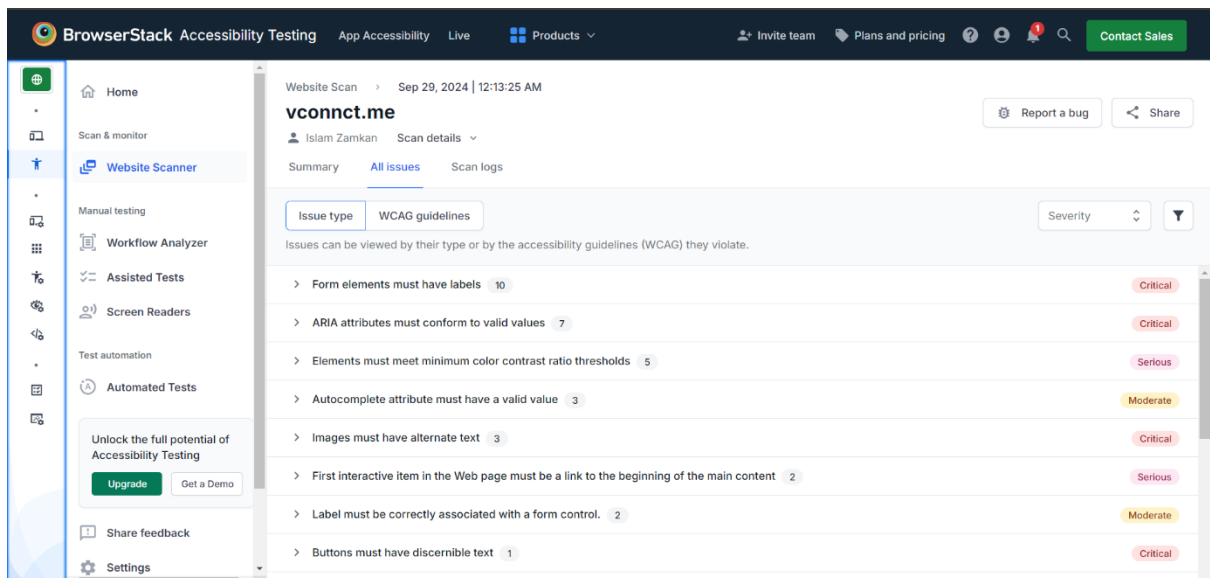 BrowserStack Accessibility Testing App Accessibility Live Products Invite team Plans and pricing 1 Contact Sales
Home
Scan & monitor
Website Scanner
Manual testing
Workflow Analyzer
Assisted Tests
Screen Readers
Test automation
Automated Tests
Unlock the full potential of
Accessibility Testing
Upgrade Get a Demo
Share feedback
Settings
Website Scan Sep 29, 2024 | 12:13:25 AM
vconnct.me
Report a bug Share
Islam Zamkan Scan details
Summary All issues Scan logs
Issue type WCAG guidelines Severity
Issues can be viewed by their type or by the accessibility guidelines (WCAG) they violate.
Form elements must have labels 10 Critical
ARIA attributes must conform to valid values 7 Critical
Elements must meet minimum color contrast ratio thresholds 5 Serious
Autocomplete attribute must have a valid value 3 Moderate
Images must have alternate text 3 Critical
First interactive item in the Web page must be a link to the beginning of the main content 2 Serious
Label must be correctly associated with a form control. 2 Moderate
Buttons must have discernible text 1 Critical